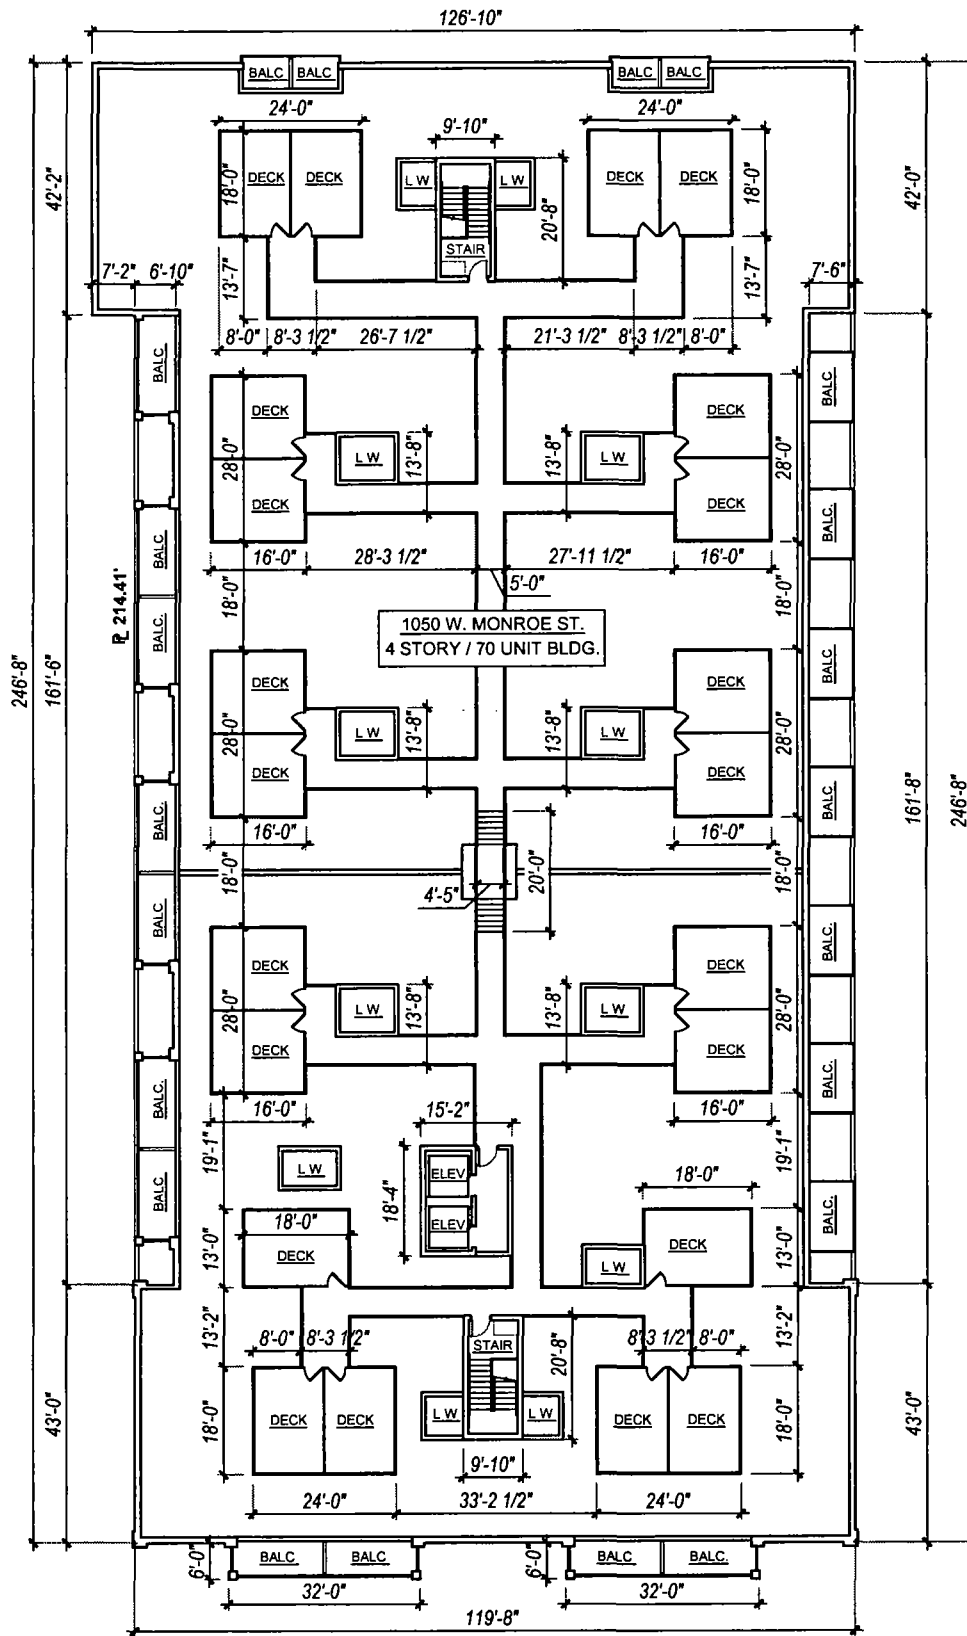 126'-10"
BALC BALC
BALC BALC
24'-0"
24'-0"
9'-10"
42'-2"
18'-0"
DECK DECK
L W
L W
20'-8"
DECK DECK
18'-0"
42'-0"
STAIR
7'-2" 6'-10"
13'-7"
13'-7"
7'-6"
8'-0" 8'-3 1/2" 26'-7 1/2"
21'-3 1/2" 8'-3 1/2" 8'-0"
BALC
BALC
DECK
DECK
28'-0"
L W
13'-8"
13'-8"
L W
28'-0"
DECK
DECK
BALC.
BALC.
16'-0" 28'-3 1/2"
27'-11 1/2" 16'-0"
5'-0"
18'-0"
18'-0"
℄ 214.41'
1050 W. MONROE ST.
4 STORY / 70 UNIT BLDG.
BALC.
BALC
246'-8"
161'-6"
DECK
DECK
28'-0"
L W
13'-8"
13'-8"
L W
28'-0"
161'-8"
246'-8"
DECK
DECK
BALC.
BALC.
16'-0"
16'-0"
18'-0"
20'-0"
18'-0"
4'-5"
BALC.
BALC.
DECK
DECK
28'-0"
L W
13'-8"
13'-8"
L W
28'-0"
DECK
DECK
BALC.
BALC.
16'-0"
15'-2"
16'-0"
19'-1"
19'-1"
L W
18'-4"
ELEV
ELEV
18'-0"
BALC
BALC.
18'-0"
13'-0"
DECK
DECK
13'-0"
L W
13'-2"
8'-0" 8'-3 1/2"
STAIR
20'-8"
8'-3 1/2" 8'-0"
13'-2"
43'-0"
18'-0"
DECK DECK
L W
L W
DECK DECK
18'-0"
43'-0"
9'-10"
24'-0"
33'-2 1/2"
24'-0"
6'-0"
BALC BALC
6'-0"
BALC BALC.
32'-0"
32'-0"
119'-8"